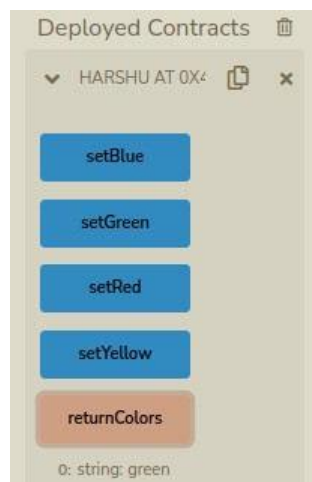 Deployed Contracts
HARSHU AT 0X4
setBlue
setGreen
setRed
setYellow
returnColors
0: string: green